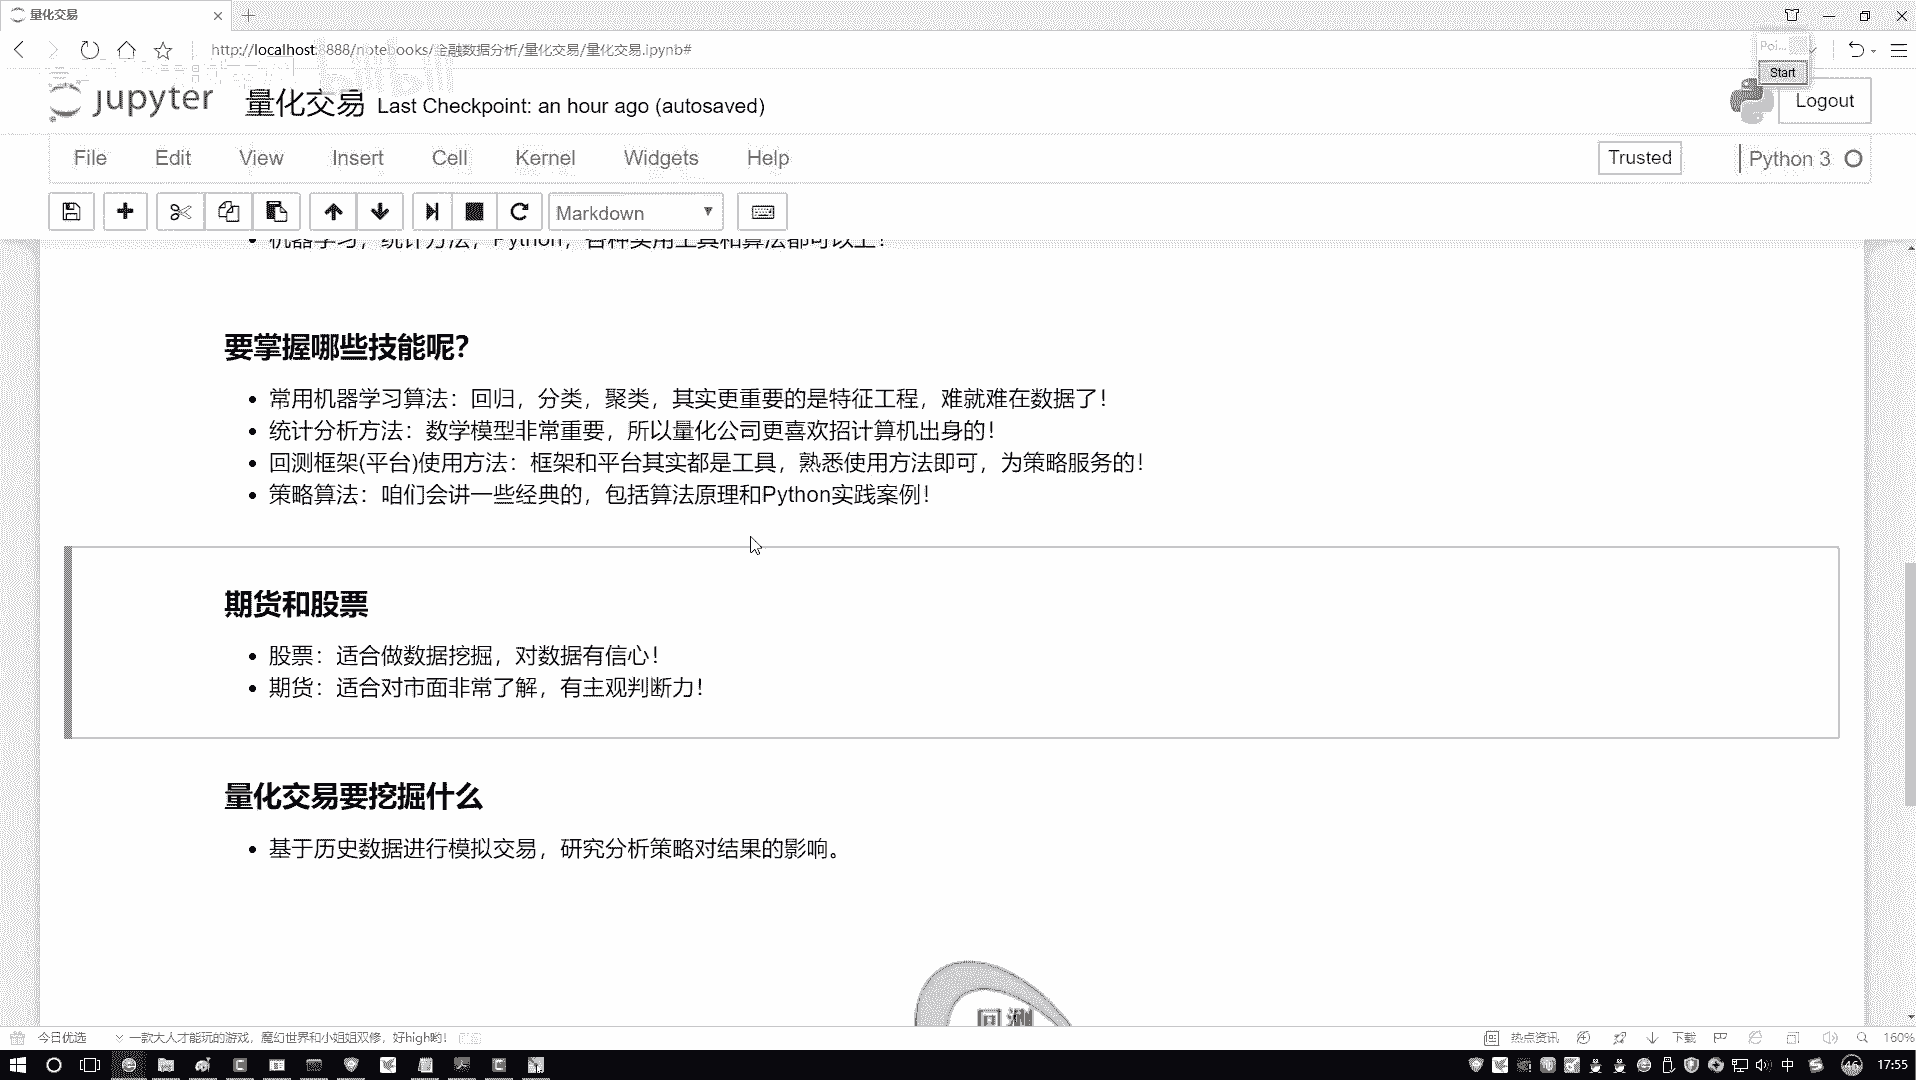 量化交易
http://localhost:8888/notebooks/金融数据分析/量化交易/量化交易.ipynb#
Poi...
Start
jupyter 量化交易 Last Checkpoint: an hour ago (autosaved)
Logout
File Edit View Insert Cell Kernel Widgets Help
Trusted
Python 3
Markdown
机器学习，统计方法，Python，各种实用工具和算法都可以上！
要掌握哪些技能呢？
常用机器学习算法：回归，分类，聚类，其实更重要的是特征工程，难就难在数据了！
统计分析方法：数学模型非常重要，所以量化公司更喜欢招计算机出身的！
回测框架(平台)使用方法：框架和平台其实都是工具，熟悉使用方法即可，为策略服务的！
策略算法：咱们会讲一些经典的，包括算法原理和Python实践案例！
期货和股票
股票：适合做数据挖掘，对数据有信心！
期货：适合对市面非常了解，有主观判断力！
量化交易要挖掘什么
基于历史数据进行模拟交易，研究分析策略对结果的影响。
回测
今日优选
一款大人才能玩的游戏，魔幻世界和小姐姐双修，好high哟！
热点资讯
下载
160%
中
46
17:55